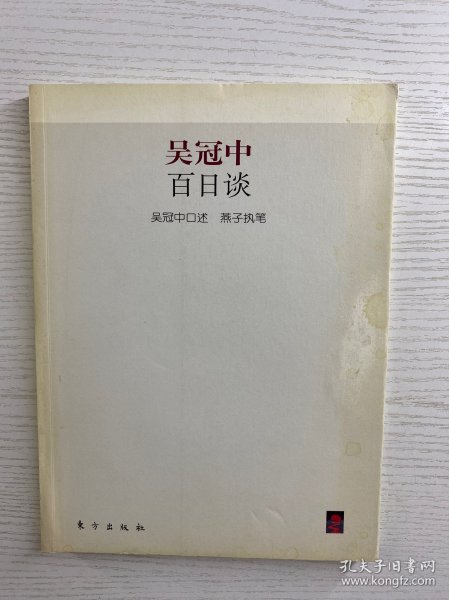 吴冠中
百日谈
吴冠中口述 燕子执笔
东方出版社
孔夫子旧书网
www.kongfz.com